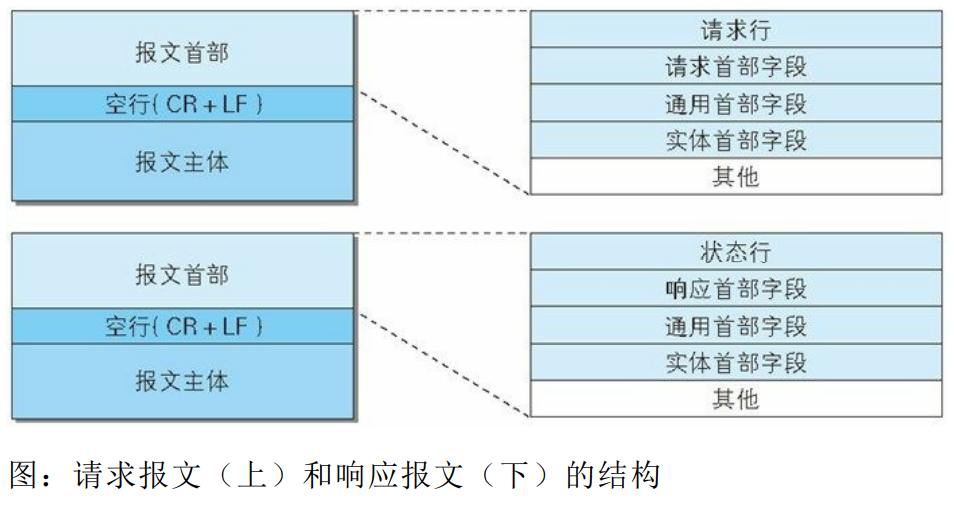 报文首部
空行( CR + LF )
报文主体
请求行
请求首部字段
通用首部字段
实体首部字段
其他
报文首部
空行( CR + LF )
报文主体
状态行
响应首部字段
通用首部字段
实体首部字段
其他
图：请求报文（上）和响应报文（下）的结构